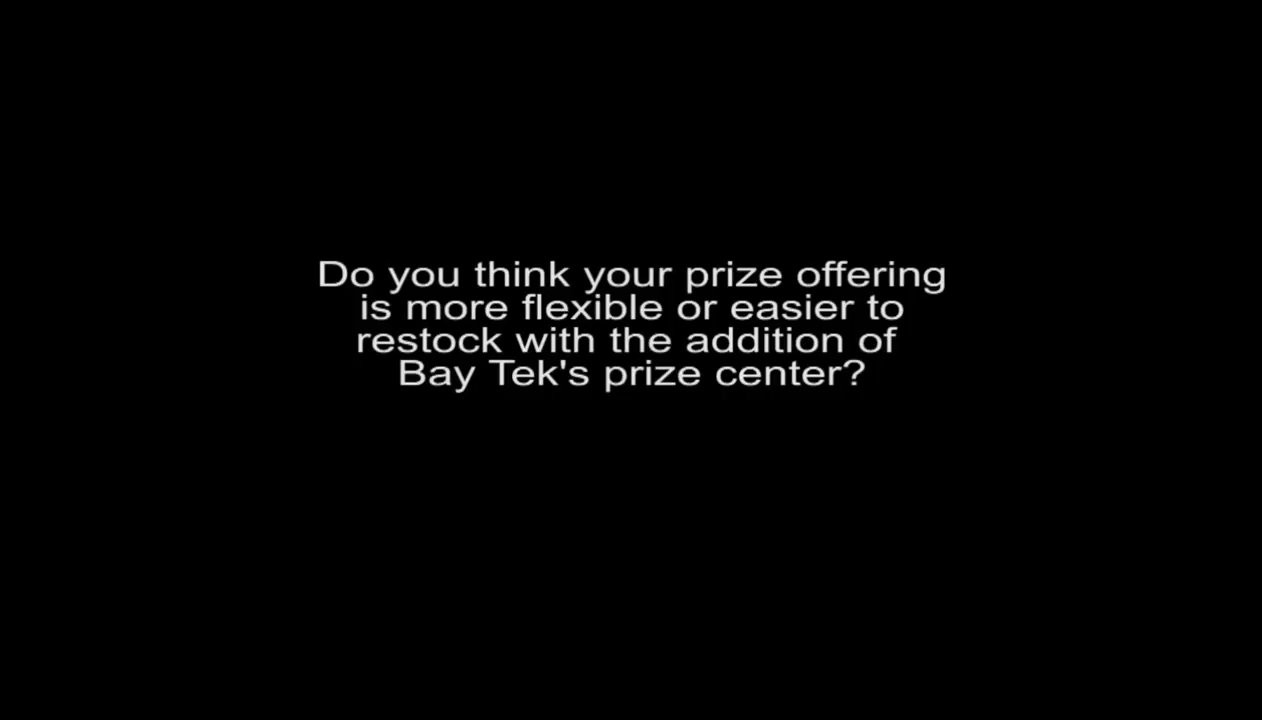 Do you think your prize offering
is more flexible or easier to
restock with the addition of
Bay Tek's prize center?